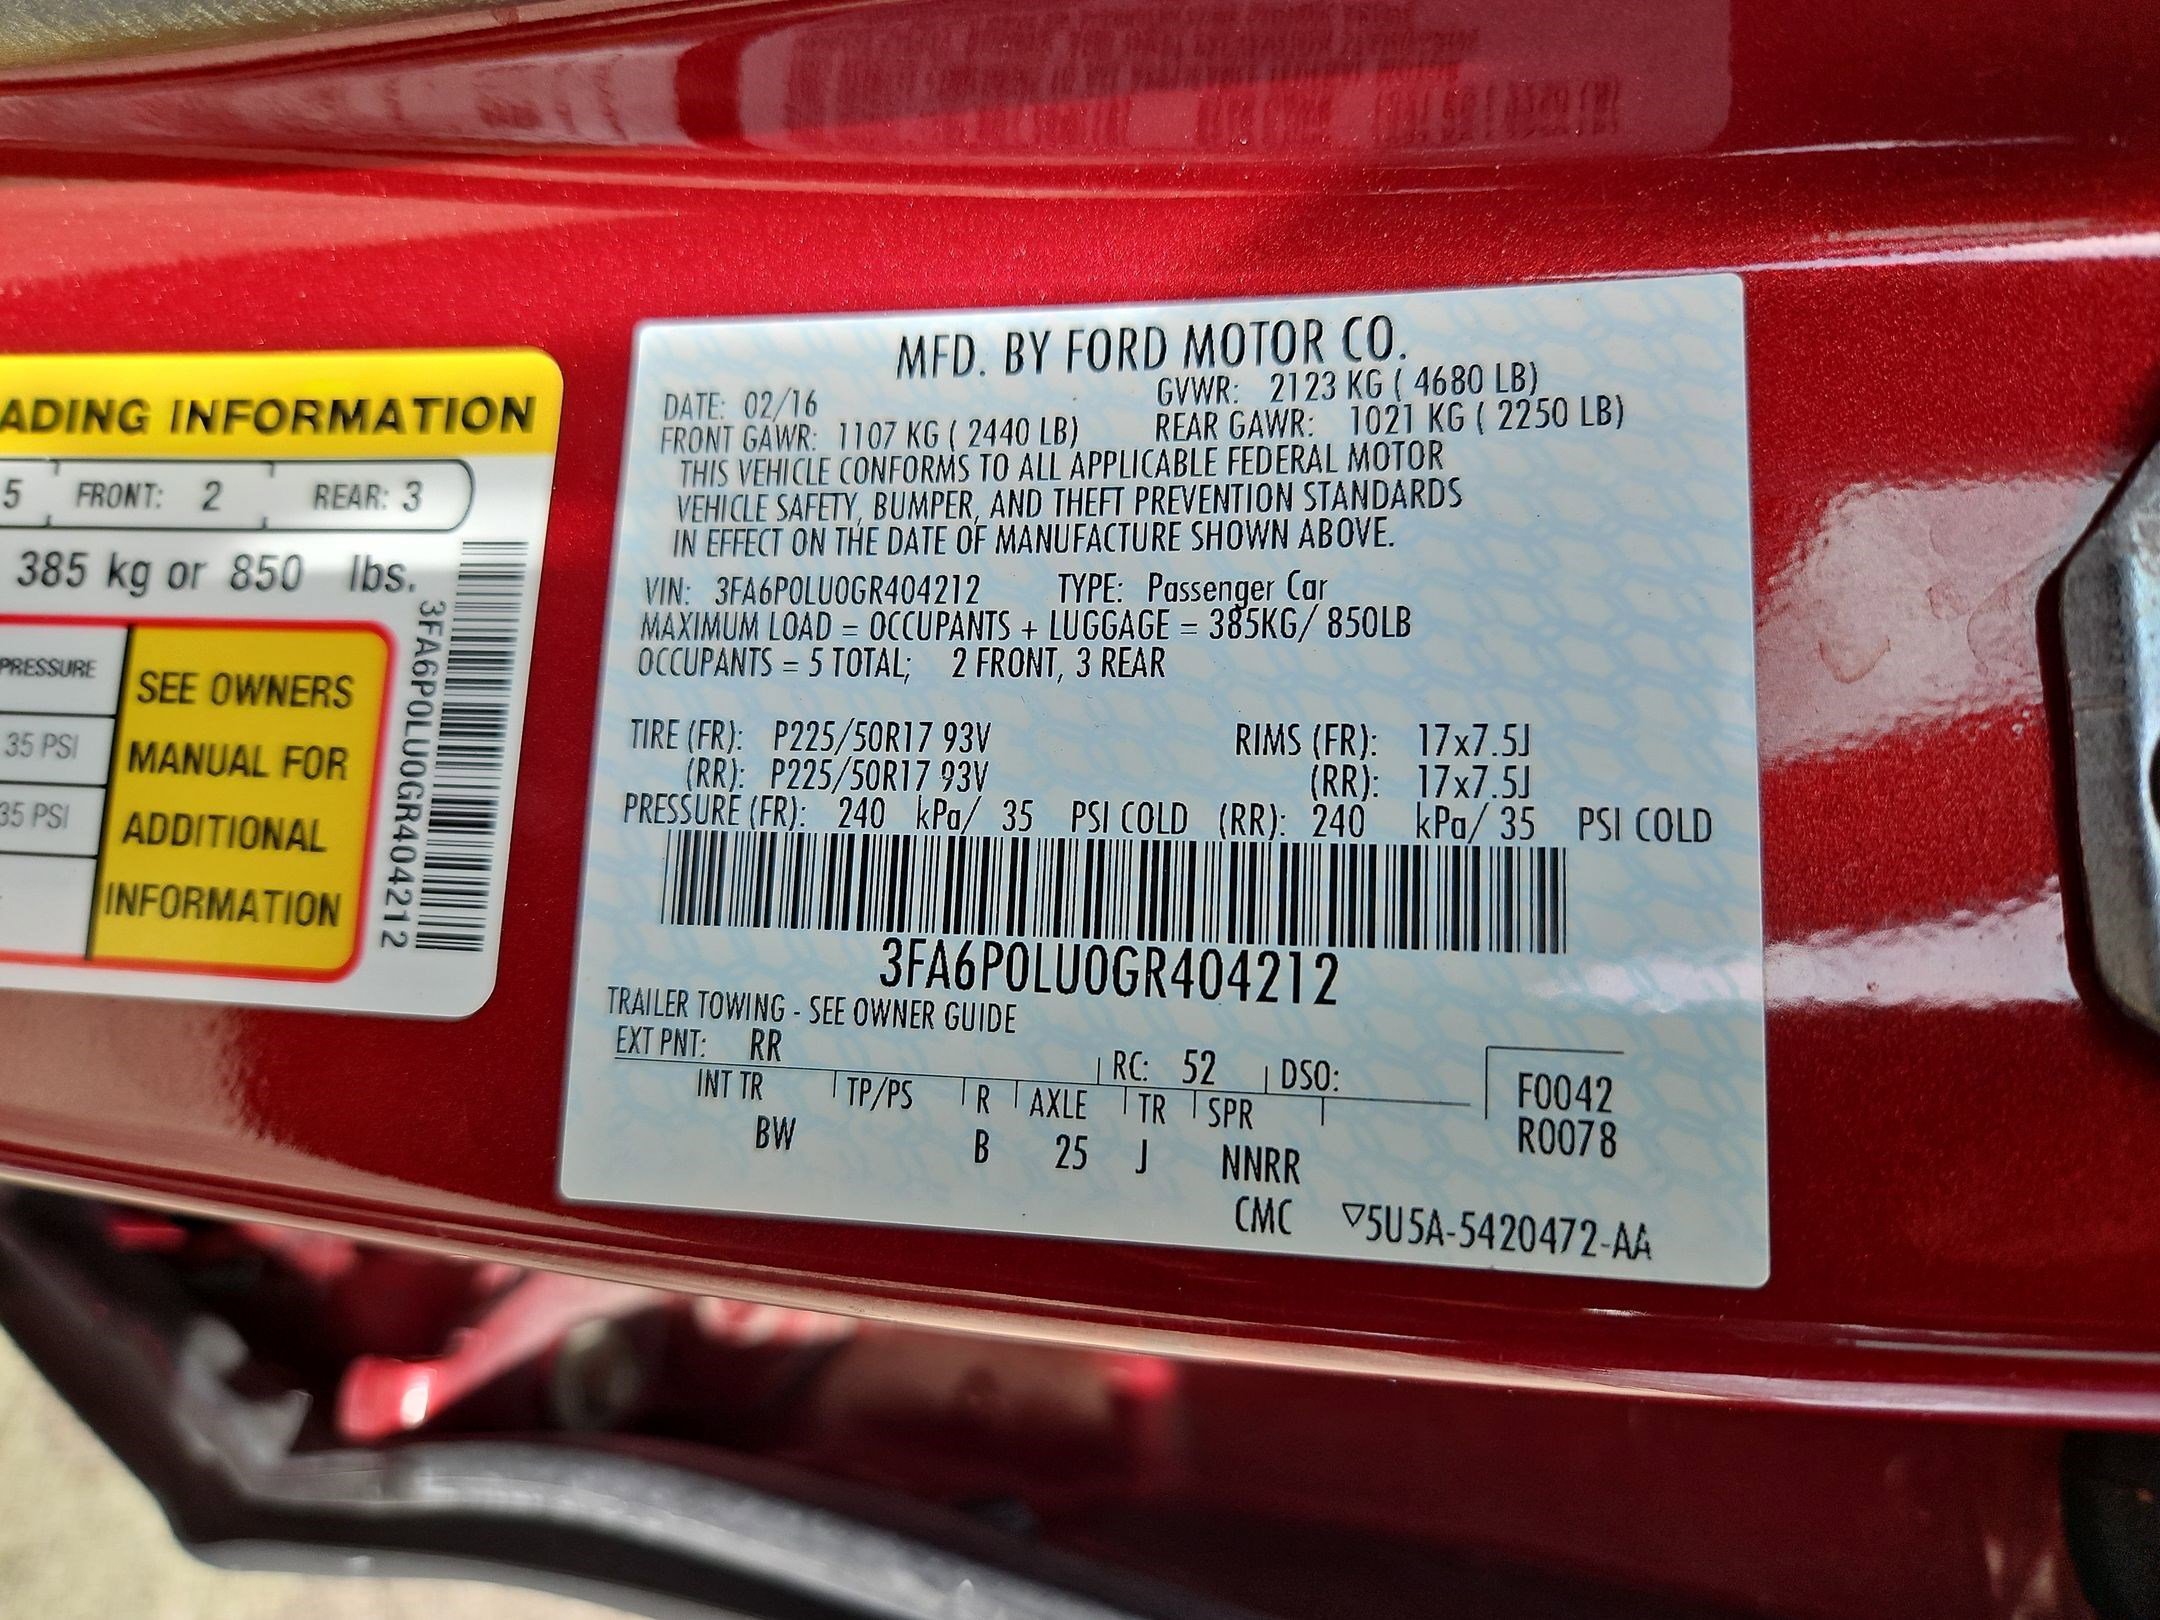 ADING INFORMATION
5 FRONT: 2 REAR: 3
385 kg or 850 lbs.
PRESSURE
35 PSI
35 PSI
SEE OWNERS
MANUAL FOR
ADDITIONAL
INFORMATION
3FA6P0LU0GR404212
MFD. BY FORD MOTOR CO.
DATE: 02/16 GVWR: 2123 KG ( 4680 LB)
FRONT GAWR: 1107 KG ( 2440 LB) REAR GAWR: 1021 KG ( 2250 LB)
THIS VEHICLE CONFORMS TO ALL APPLICABLE FEDERAL MOTOR
VEHICLE SAFETY, BUMPER, AND THEFT PREVENTION STANDARDS
IN EFFECT ON THE DATE OF MANUFACTURE SHOWN ABOVE.
VIN: 3FA6P0LU0GR404212 TYPE: Passenger Car
MAXIMUM LOAD = OCCUPANTS + LUGGAGE = 385KG/ 850LB
OCCUPANTS = 5 TOTAL; 2 FRONT, 3 REAR
TIRE (FR): P225/50R17 93V RIMS (FR): 17x7.5J
(RR): P225/50R17 93V (RR): 17x7.5J
PRESSURE (FR): 240 kPa/ 35 PSI COLD (RR): 240 kPa/ 35 PSI COLD
3FA6P0LU0GR404212
TRAILER TOWING - SEE OWNER GUIDE
EXT PNT: RR RC: 52 DSO:
INT TR TP/PS R AXLE TR SPR
BW B 25 J NNRR
F0042
R0078
CMC ▽5U5A-5420472-AA